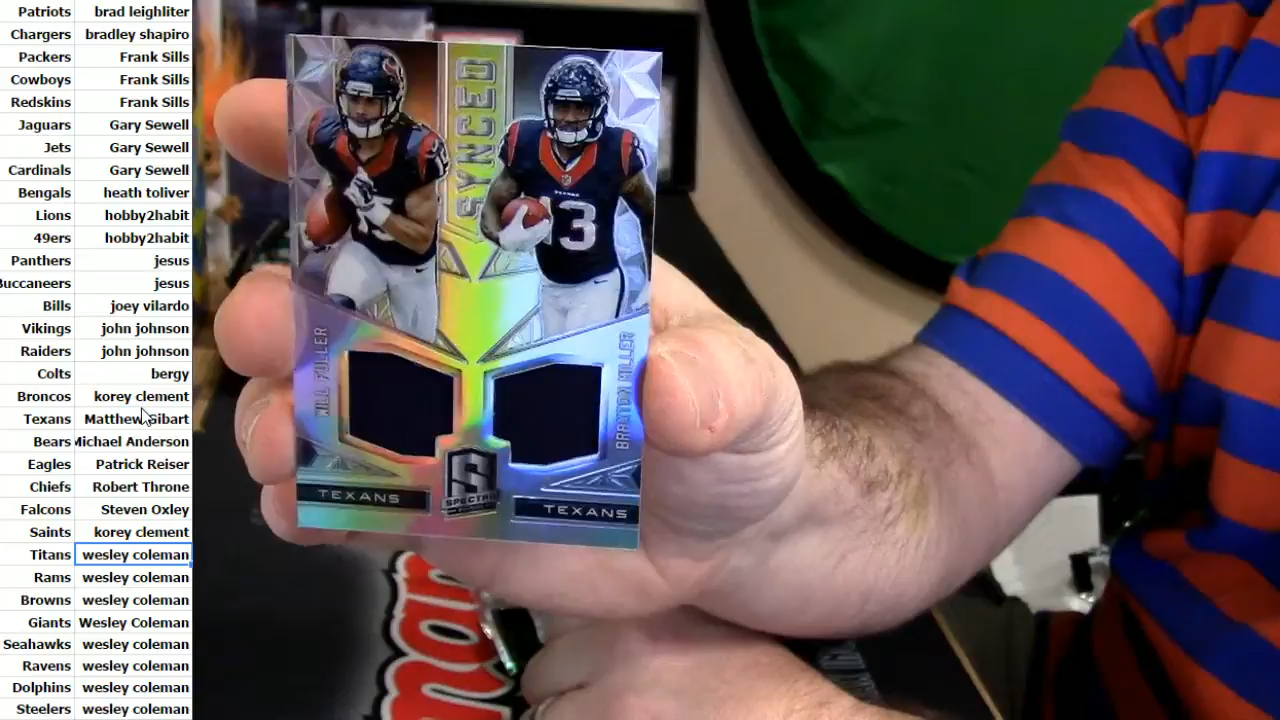 Patriots brad leighliter
Chargers bradley shapiro
Packers Frank Sills
Cowboys Frank Sills
Redskins Frank Sills
Jaguars Gary Sewell
Jets Gary Sewell
Cardinals Gary Sewell
Bengals heath toliver
Lions hobby2habit
49ers hobby2habit
Panthers jesus
Buccaneers jesus
Bills joey vilardo
Vikings john johnson
Raiders john johnson
Colts bergy
Broncos korey clement
Texans Matthew Gibart
Bears Michael Anderson
Eagles Patrick Reiser
Chiefs Robert Throne
Falcons Steven Oxley
Saints korey clement
Titans wesley coleman
Rams wesley coleman
Browns wesley coleman
Giants Wesley Coleman
Seahawks wesley coleman
Ravens wesley coleman
Dolphins wesley coleman
Steelers wesley coleman
SYNCED
TEXANS
13
15
WILL FULLER
BRAXTON MILLER
S
SPECTRA
TEXANS
TEXANS